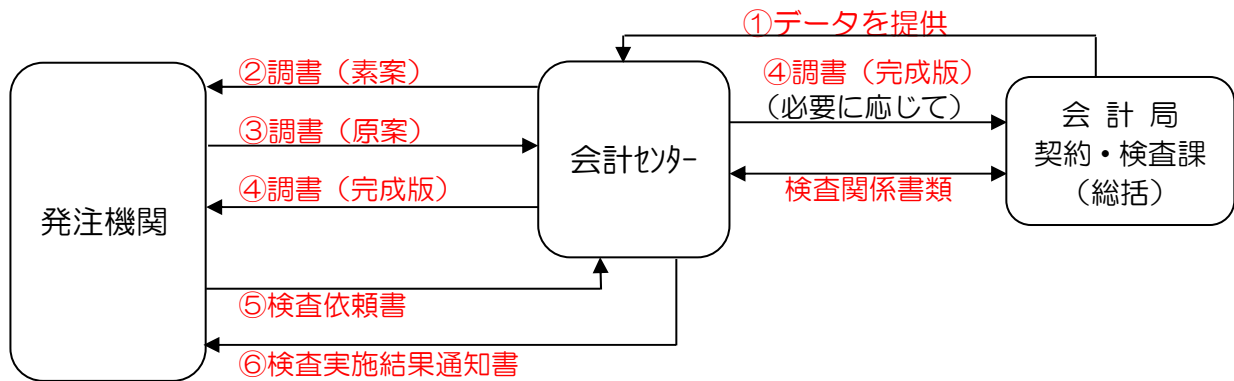 ①データを提供
②調書（素案）
④調書（完成版）
（必要に応じて）
会 計 局
契約・検査課
（総括）
③調書（原案）
会計ｾﾝﾀｰ
検査関係書類
④調書（完成版）
発注機関
⑤検査依頼書
⑥検査実施結果通知書